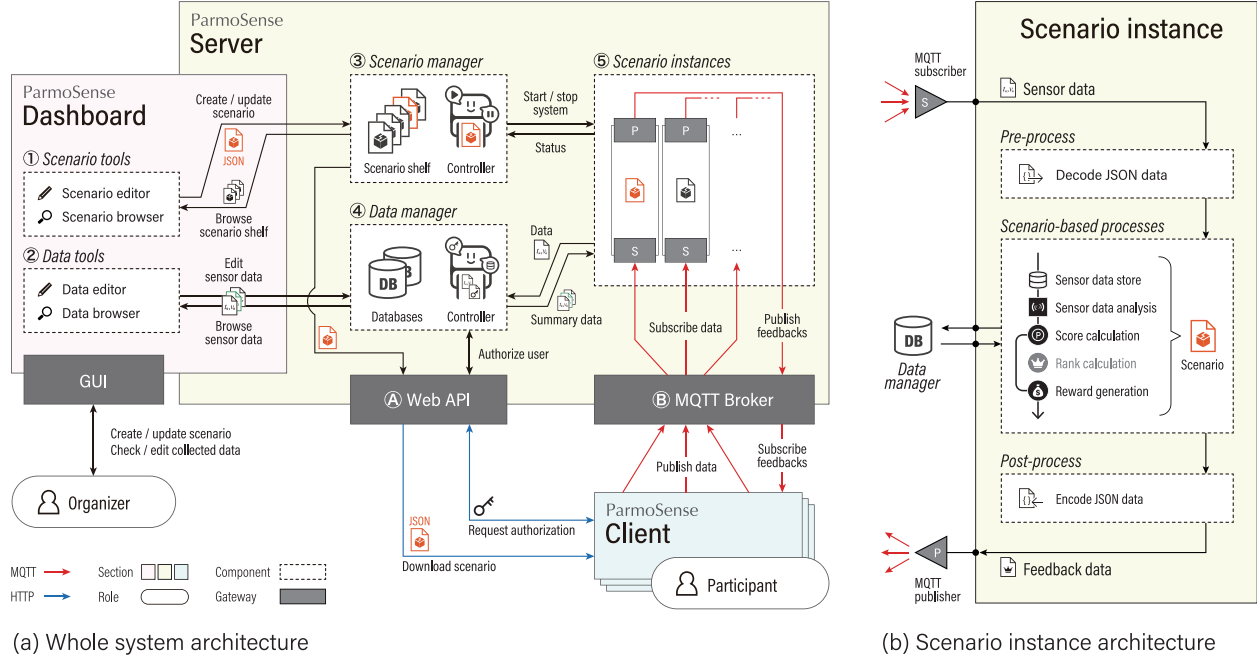 ParmoSense
Server
ParmoSense
Dashboard
Create / update
scenario
JSON
① Scenario tools
Scenario editor
Scenario browser
Browse
scenario shelf
② Data tools
Data editor
Data browser
Edit
sensor data
Browse
sensor data
GUI
Create / update scenario
Check / edit collected data
Organizer
③ Scenario manager
Scenario shelf
Controller
Start / stop
system
Status
④ Data manager
DB
Databases
Controller
Data
Summary data
Authorize user
⑤ Scenario instances
P
P
...
S
S
...
Subscribe data
Publish
feedbacks
Ⓐ Web API
Ⓑ MQTT Broker
Publish data
Subscribe
feedbacks
JSON
Request authorization
Download scenario
ParmoSense
Client
Participant
MQTT
HTTP
Section
Role
Component
Gateway
(a) Whole system architecture
Scenario instance
MQTT
subscriber
S
Sensor data
Pre-process
Decode JSON data
Scenario-based processes
Sensor data store
Sensor data analysis
P
Score calculation
Rank calculation
Reward generation
Scenario
DB
Data
manager
Post-process
Encode JSON data
P
MQTT
publisher
Feedback data
(b) Scenario instance architecture